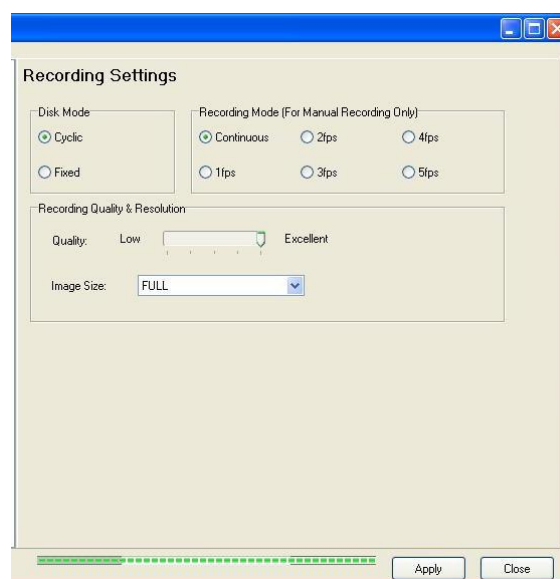 Recording Settings
Disk Mode
Cyclic
Fixed
Recording Mode (For Manual Recording Only)
Continuous 2fps 4fps
1fps 3fps 5fps
Recording Quality & Resolution
Quality: Low Excellent
Image Size: FULL
Apply Close